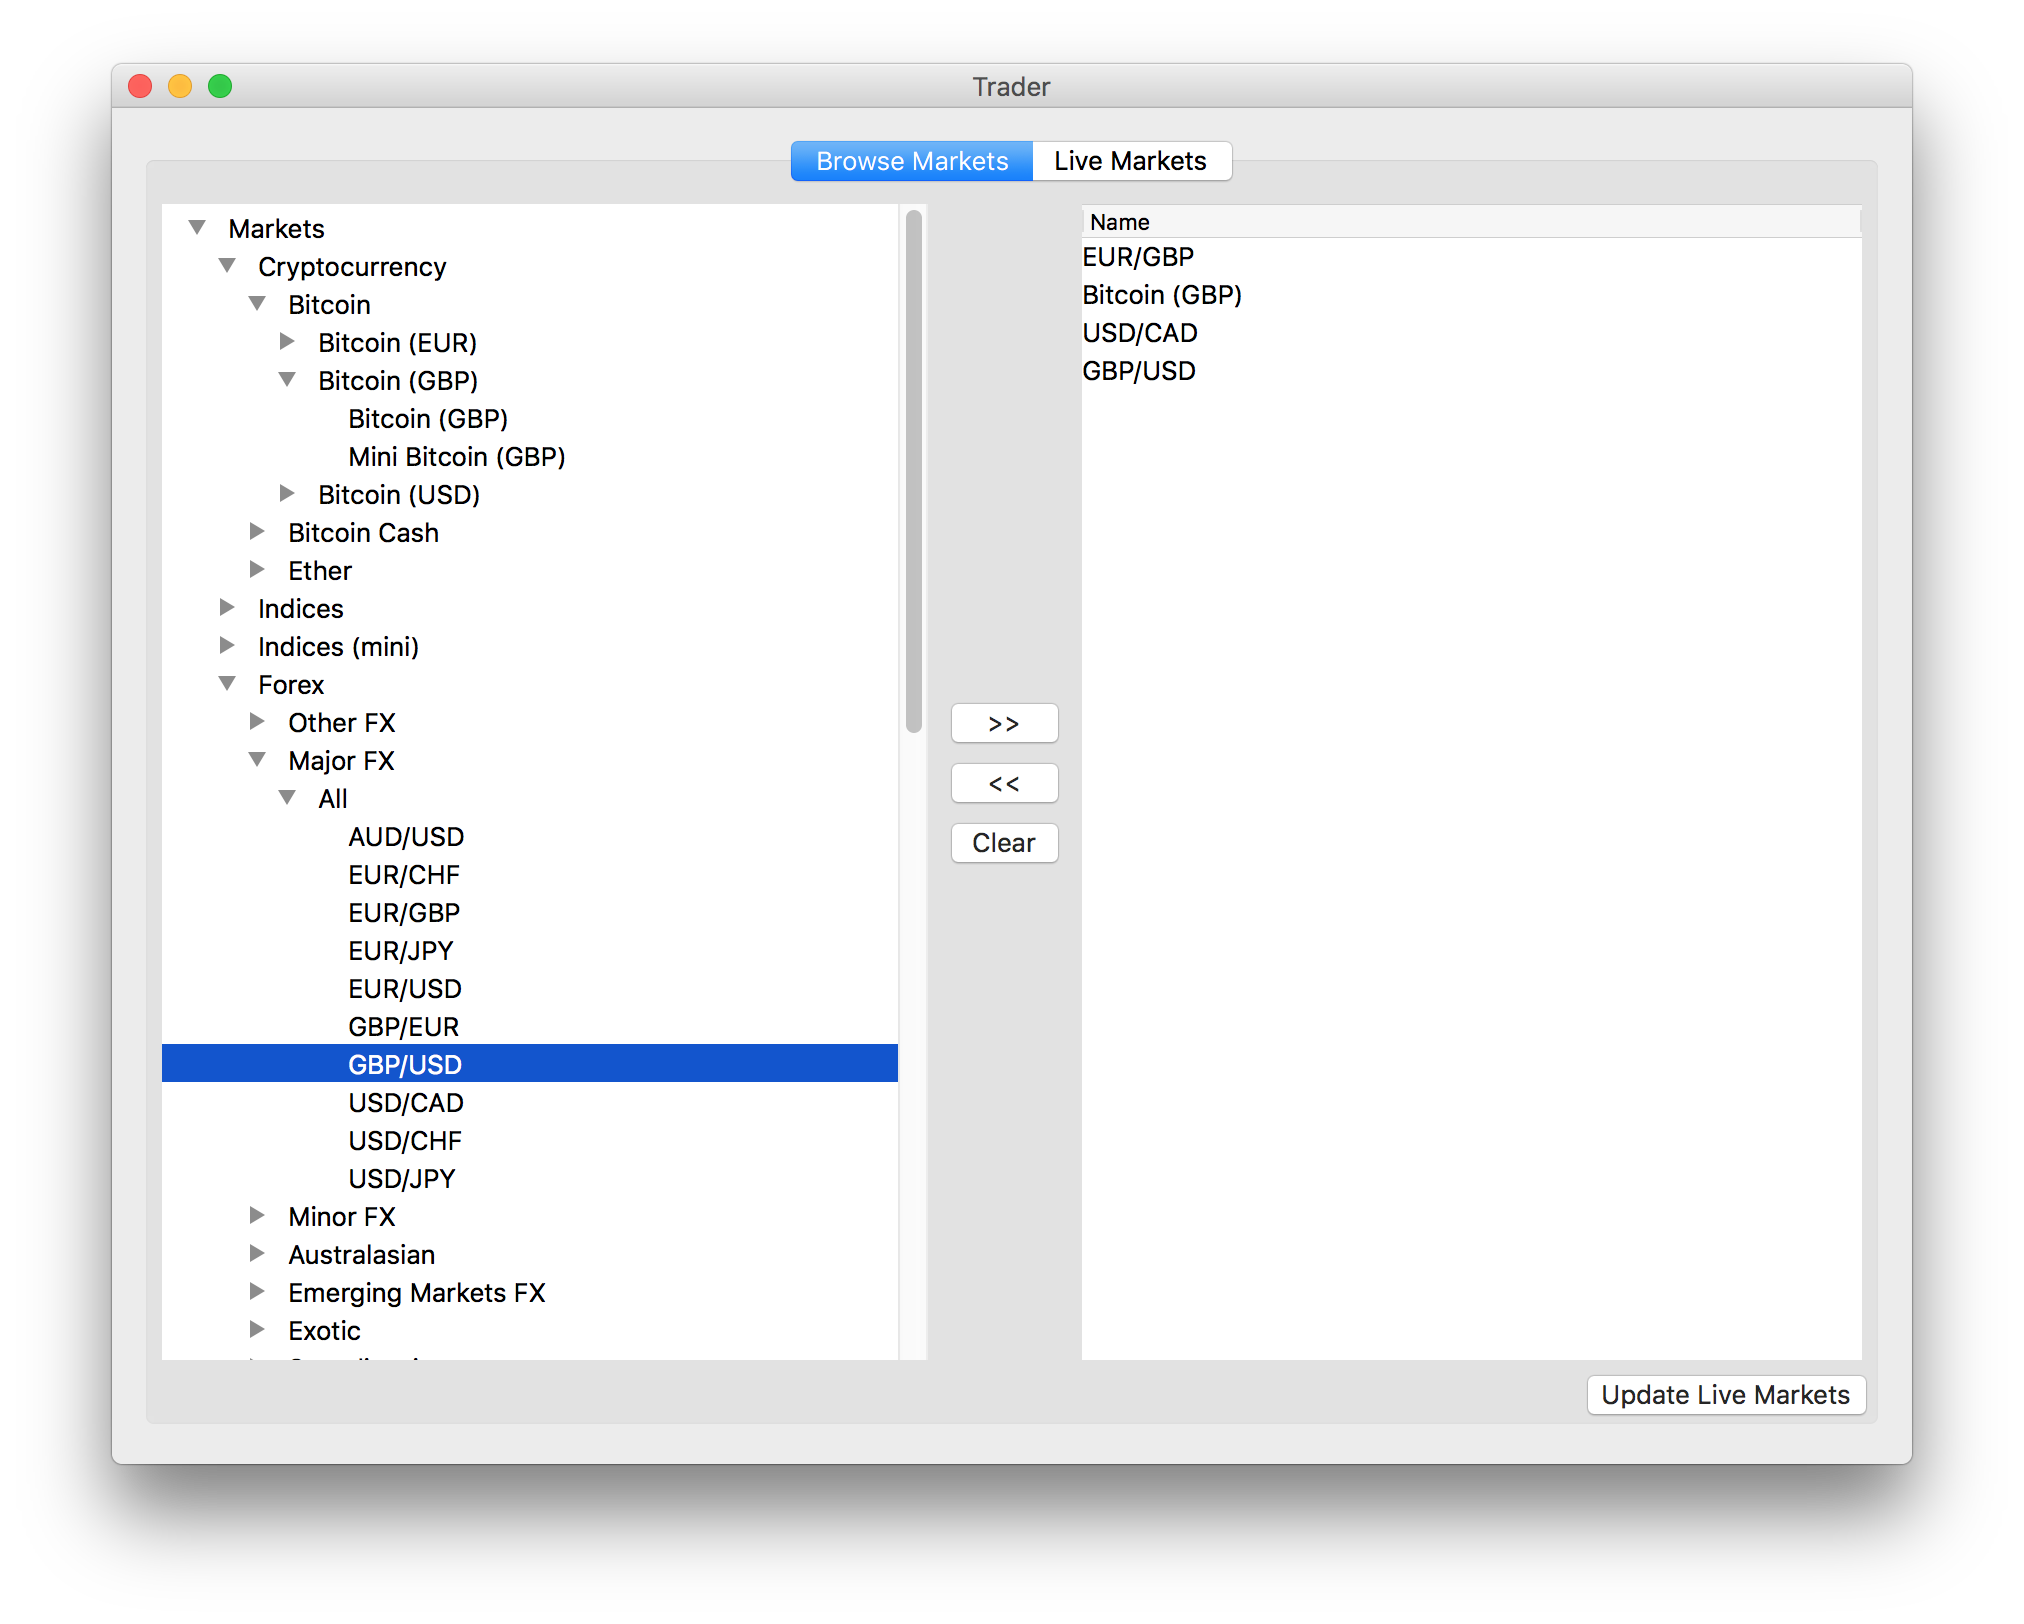 Trader
Browse Markets Live Markets
Markets
Cryptocurrency
Bitcoin
Bitcoin (EUR)
Bitcoin (GBP)
Bitcoin (GBP)
Mini Bitcoin (GBP)
Bitcoin (USD)
Bitcoin Cash
Ether
Indices
Indices (mini)
Forex
Other FX
Major FX
All
AUD/USD
EUR/CHF
EUR/GBP
EUR/JPY
EUR/USD
GBP/EUR
GBP/USD
USD/CAD
USD/CHF
USD/JPY
Minor FX
Australasian
Emerging Markets FX
Exotic
>>
<<
Clear
Name
EUR/GBP
Bitcoin (GBP)
USD/CAD
GBP/USD
Update Live Markets